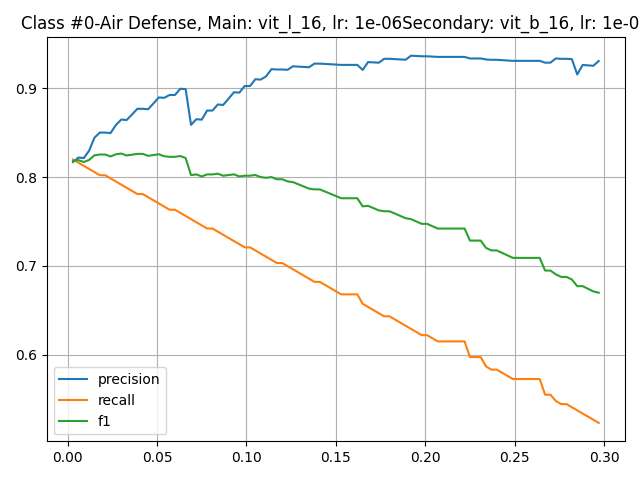 Class #0-Air Defense, Main: vit_l_16, lr: 1e-06Secondary: vit_b_16, lr: 1e-0
0.9
0.8
0.7
0.6
precision
recall
f1
0.00 0.05 0.10 0.15 0.20 0.25 0.30